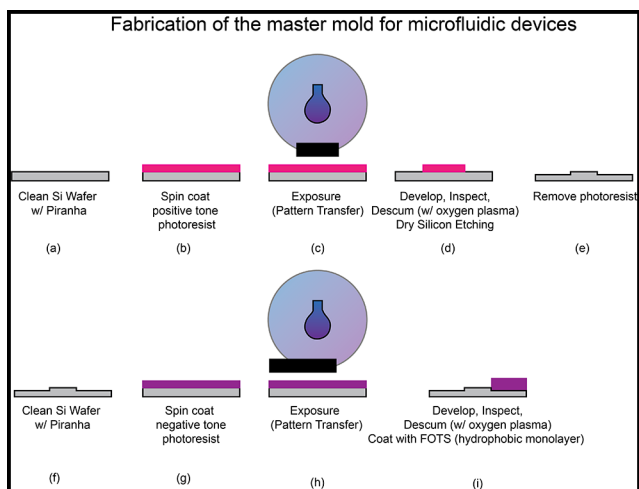 Fabrication of the master mold for microfluidic devices
Clean Si Wafer
w/ Piranha
(a)
Spin coat
positive tone
photoresist
(b)
Exposure
(Pattern Transfer)
(c)
Develop, Inspect,
Descum (w/ oxygen plasma)
Dry Silicon Etching
(d)
Remove photoresist
(e)
Clean Si Wafer
w/ Piranha
(f)
Spin coat
negative tone
photoresist
(g)
Exposure
(Pattern Transfer)
(h)
Develop, Inspect,
Descum (w/ oxygen plasma)
Coat with FOTS (hydrophobic monolayer)
(i)